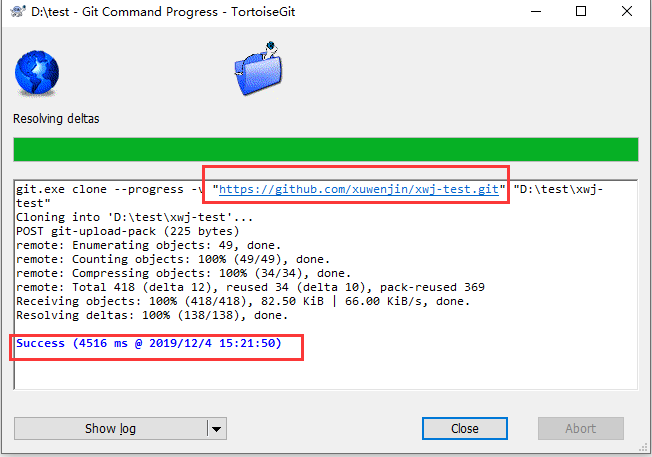 D:\test - Git Command Progress - TortoiseGit
Resolving deltas
git.exe clone --progress -v "https://github.com/xuwenjin/xwj-test.git" "D:\test\xwj-
test"
Cloning into 'D:\test\xwj-test'...
POST git-upload-pack (225 bytes)
remote: Enumerating objects: 49, done.
remote: Counting objects: 100% (49/49), done.
remote: Compressing objects: 100% (34/34), done.
remote: Total 418 (delta 12), reused 34 (delta 10), pack-reused 369
Receiving objects: 100% (418/418), 82.50 KiB | 66.00 KiB/s, done.
Resolving deltas: 100% (138/138), done.
Success (4516 ms @ 2019/12/4 15:21:50)
Show log
Close
Abort